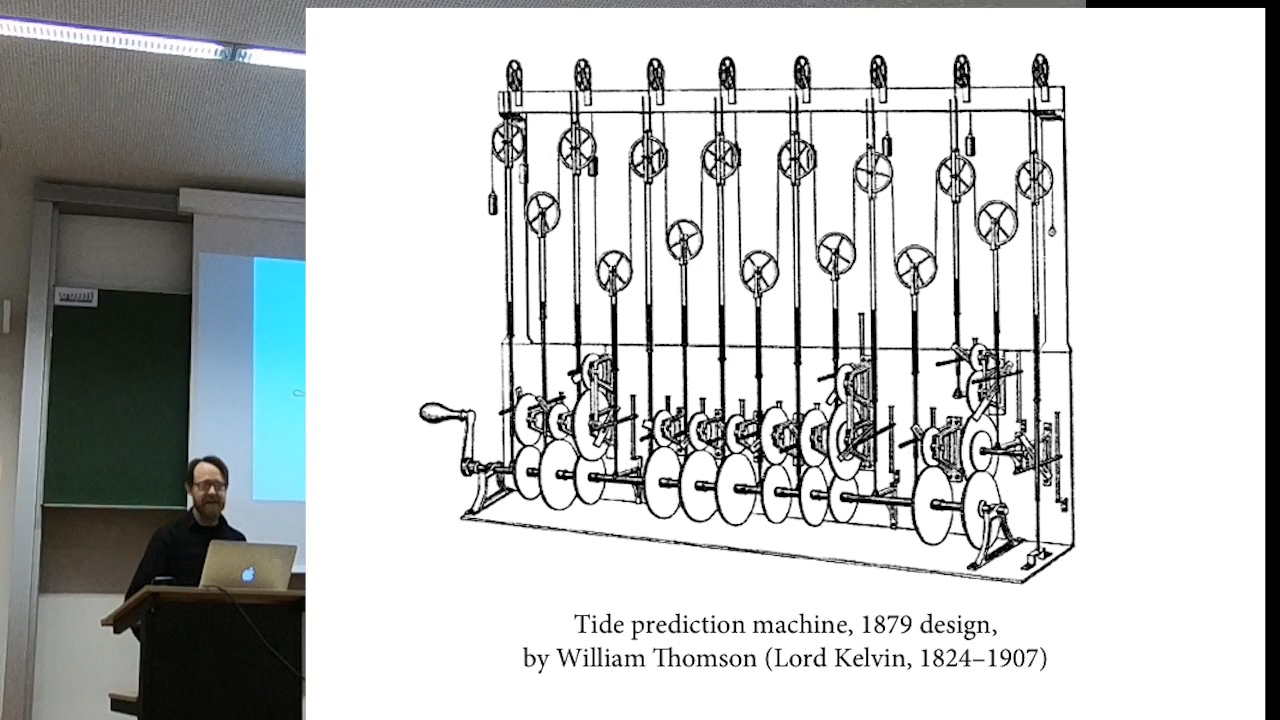 Tide prediction machine, 1879 design,
by William Thomson (Lord Kelvin, 1824–1907)